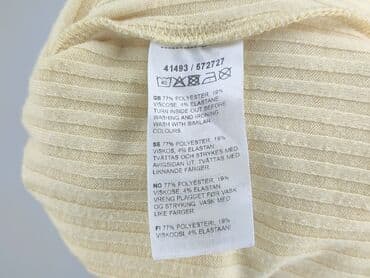 41493 / 572727
GB 77% POLYESTER, 19%
VISCOSE, 4% ELASTANE
TURN INSIDE OUT BEFORE
WASHING AND IRONING
WASH WITH SIMILAR
COLOURS.
SE 77% POLYESTER, 19%
VISKOS, 4% ELASTAN
TVÄTTAS OCH STRYKES MED
AVIGSIDAN UT. TVÄTTAS MED
LIKNANDE FÄRGER.
NO 77% POLYESTER, 19%
VISKOSE, 4% ELASTAN
VRENG PLAGGET FØR VASK
OG STRYKING. VASK MED
LIKE FARGER.
FI 77% POLYESTERI, 19%
VISKOOSI, 4% ELASTAANI